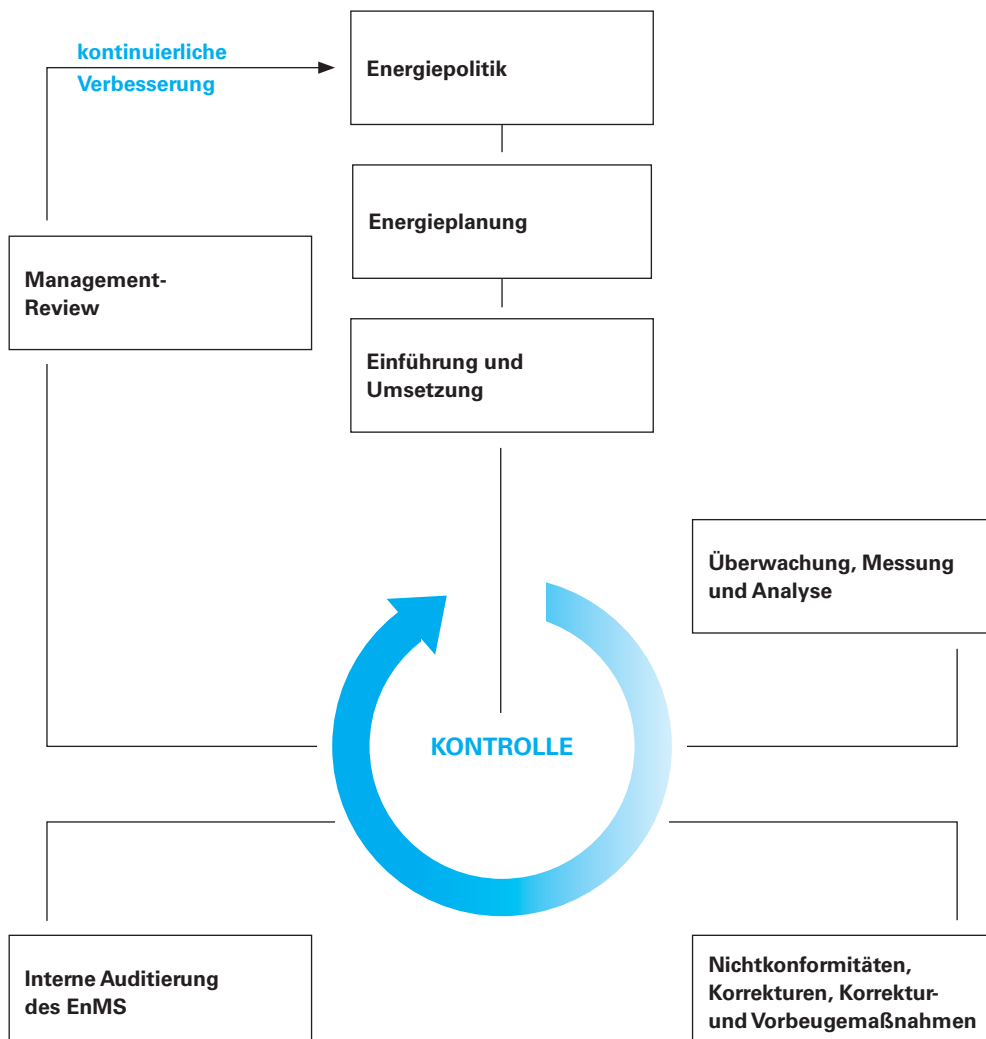 kontinuierliche
Verbesserung
Energiepolitik
Energieplanung
Management-
Review
Einführung und
Umsetzung
Überwachung, Messung
und Analyse
KONTROLLE
Interne Auditierung
des EnMS
Nichtkonformitäten,
Korrekturen, Korrektur-
und Vorbeugemaßnahmen